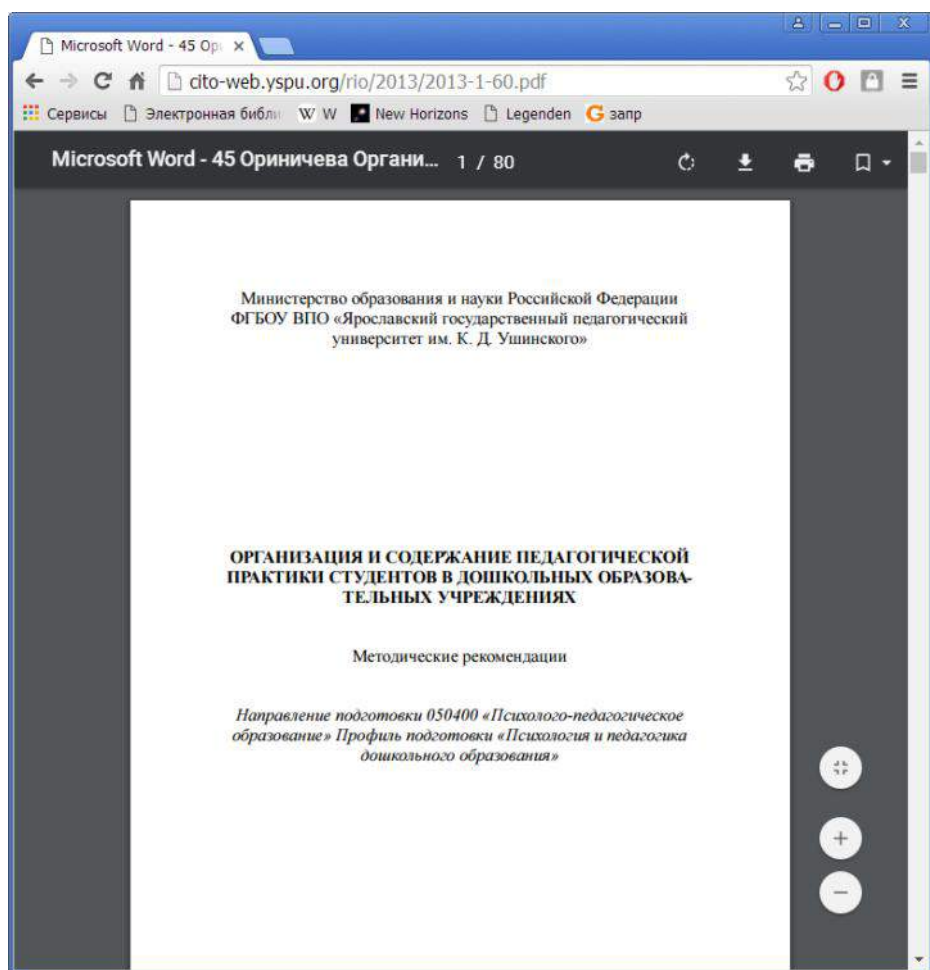 Microsoft Word - 45 Ор
cito-web.yspu.org/rio/2013/2013-1-60.pdf
Сервисы Электронная библи W W New Horizons Legenden G запр
Microsoft Word - 45 Ориничева Органи... 1 / 80
Министерство образования и науки Российской Федерации
ФГБОУ ВПО «Ярославский государственный педагогический
университет им. К. Д. Ушинского»
ОРГАНИЗАЦИЯ И СОДЕРЖАНИЕ ПЕДАГОГИЧЕСКОЙ
ПРАКТИКИ СТУДЕНТОВ В ДОШКОЛЬНЫХ ОБРАЗОВА-
ТЕЛЬНЫХ УЧРЕЖДЕНИЯХ
Методические рекомендации
Направление подготовки 050400 «Психолого-педагогическое
образование» Профиль подготовки «Психология и педагогика
дошкольного образования»